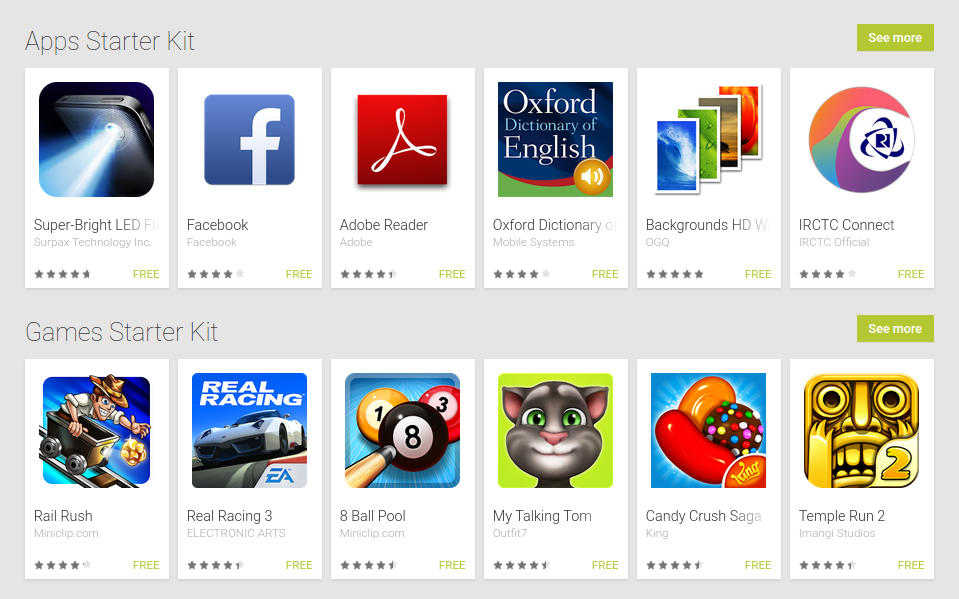 Apps Starter Kit
See more
Oxford
Dictionary of
English
Super-Bright LED Fl
Surpax Technology Inc.
FREE
Facebook
Facebook
FREE
Adobe Reader
Adobe
FREE
Oxford Dictionary of
Mobile Systems
FREE
Backgrounds HD W
OGQ
FREE
IRCTC Connect
IRCTC Official
FREE
Games Starter Kit
See more
REAL
RACING
EA
1
3
8
King
2
Rail Rush
Miniclip.com
FREE
Real Racing 3
ELECTRONIC ARTS
FREE
8 Ball Pool
Miniclip.com
FREE
My Talking Tom
Outfit7
FREE
Candy Crush Saga
King
FREE
Temple Run 2
Imangi Studios
FREE